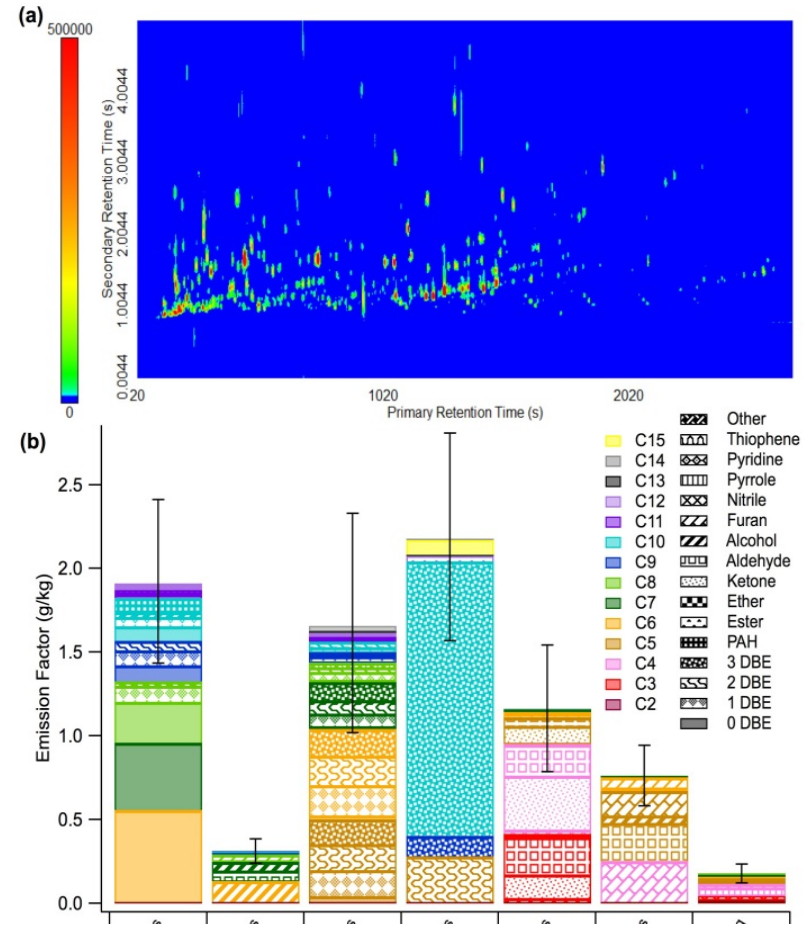 (a)
500000
0
Secondary Retention Time (s)
4.0044
3.0044
2.0044
1.0044
0.0044
20
1020
2020
Primary Retention Time (s)
(b)
Emission Factor (g/kg)
2.5
2.0
1.5
1.0
0.5
0.0
C15
C14
C13
C12
C11
C10
C9
C8
C7
C6
C5
C4
C3
C2
Other
Thiophene
Pyridine
Pyrrole
Nitrile
Furan
Alcohol
Aldehyde
Ketone
Ether
Ester
PAH
3 DBE
2 DBE
1 DBE
0 DBE